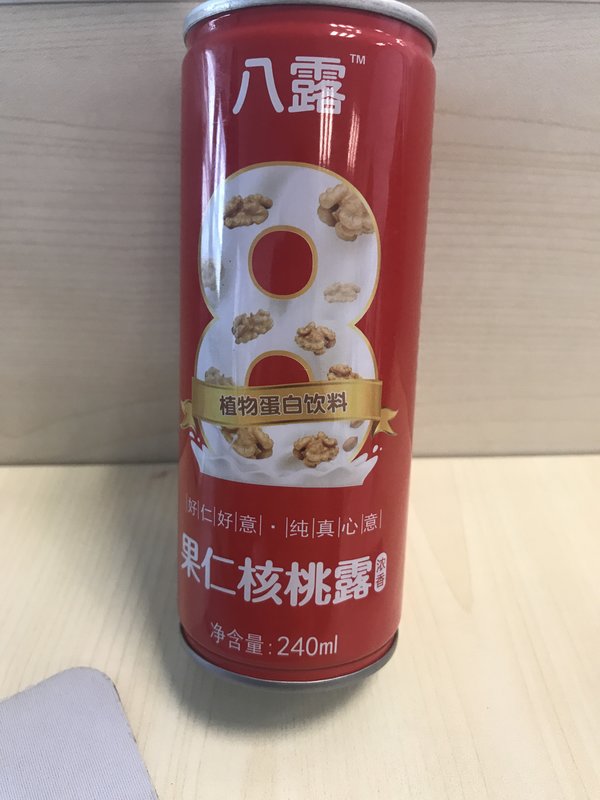 八露™
8
植物蛋白饮料
好仁好意·纯真心意
果仁核桃露 浓香
净含量:240ml